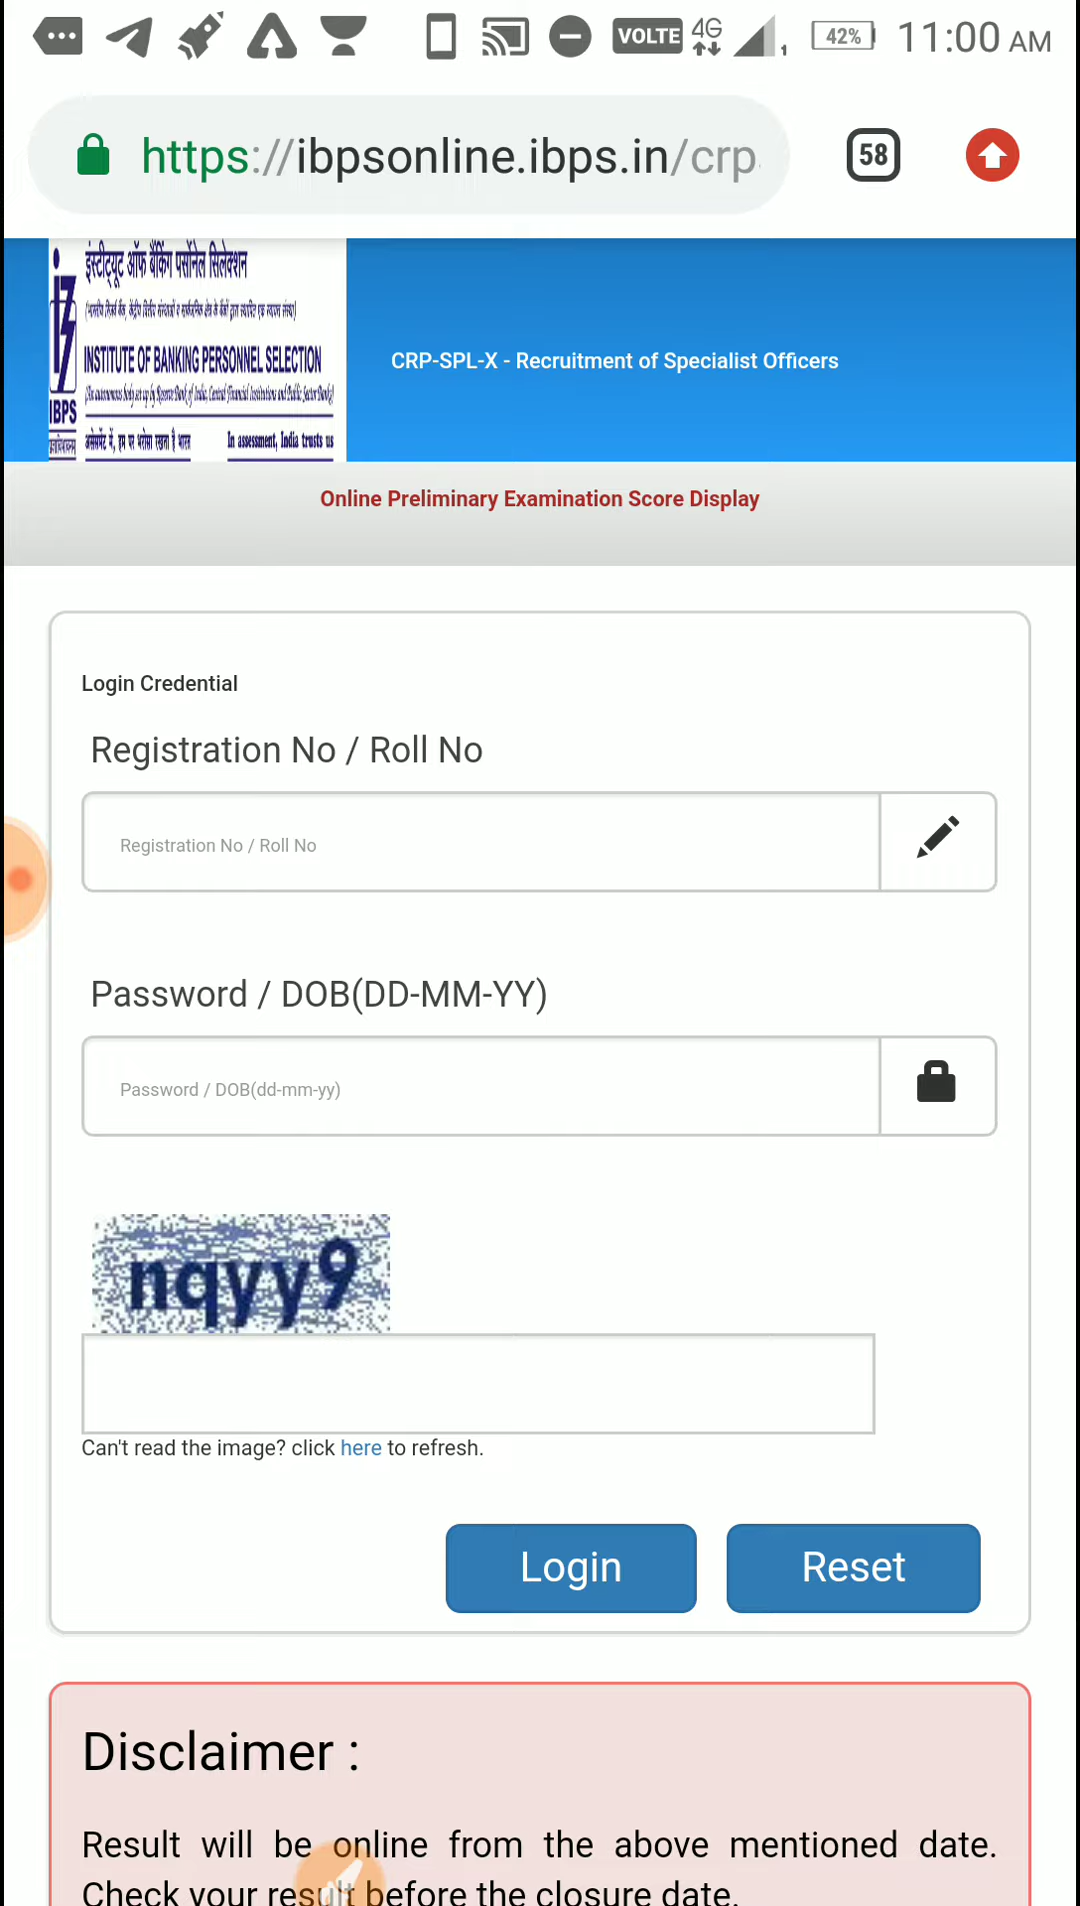 VOLTE 4G 1 42% 11:00 AM
https://ibpsonline.ibps.in/crp
58
इंस्टीट्यूट ऑफ बैंकिंग पर्सोनेल सिलेक्शन
INSTITUTE OF BANKING PERSONNEL SELECTION
IBPS
In assessment, India trusts us
CRP-SPL-X - Recruitment of Specialist Officers
Online Preliminary Examination Score Display
Login Credential
Registration No / Roll No
Registration No / Roll No
Password / DOB(DD-MM-YY)
Password / DOB(dd-mm-yy)
nqyy9
Can't read the image? click here to refresh.
Login Reset
Disclaimer :
Result will be online from the above mentioned date.
Check your result before the closure date.